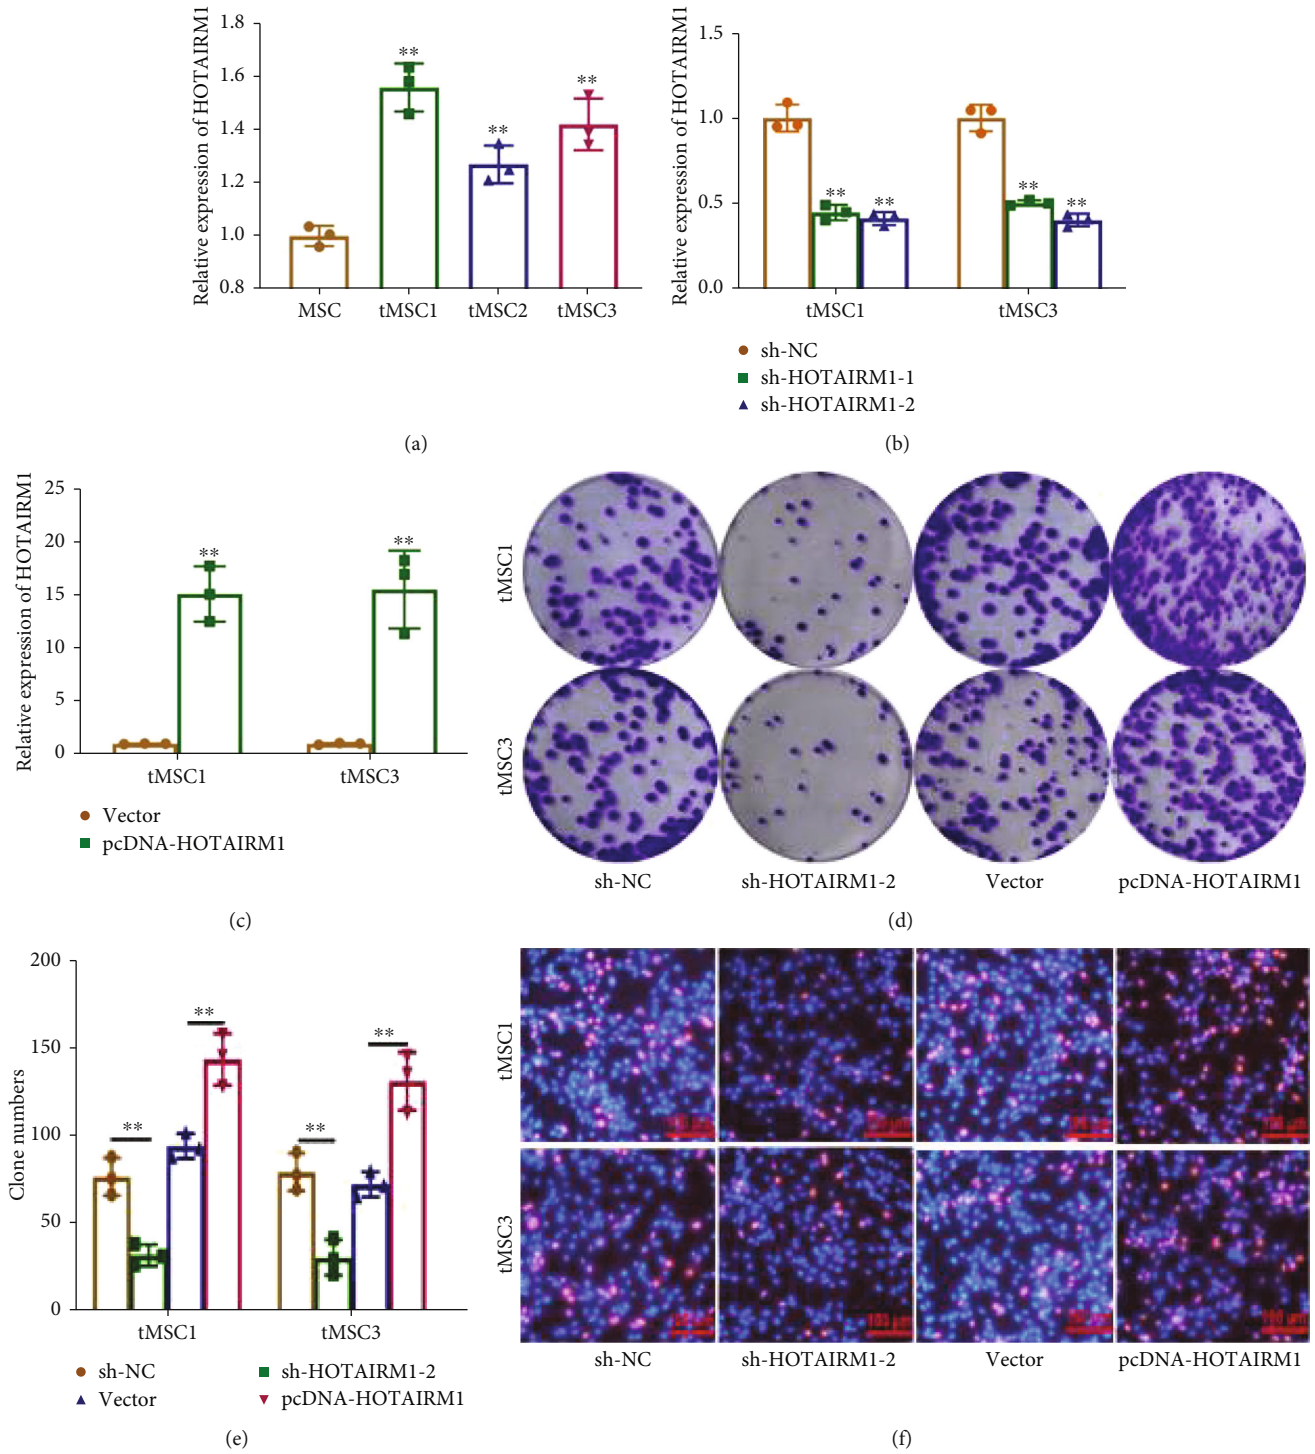 Relative expression of HOTAIRM1
1.8
1.6
1.4
1.2
1.0
0.8
**
**
**
MSC
tMSC1
tMSC2
tMSC3
(a)
Relative expression of HOTAIRM1
1.5
1.0
0.5
0.0
**
**
**
**
tMSC1
tMSC3
sh-NC
sh-HOTAIRM1-1
sh-HOTAIRM1-2
(b)
Relative expression of HOTAIRM1
25
20
15
10
5
0
**
**
tMSC1
tMSC3
Vector
pcDNA-HOTAIRM1
(c)
tMSC1
tMSC3
sh-NC
sh-HOTAIRM1-2
Vector
pcDNA-HOTAIRM1
(d)
Clone numbers
200
150
100
50
0
**
**
**
**
tMSC1
tMSC3
sh-NC
sh-HOTAIRM1-2
Vector
pcDNA-HOTAIRM1
(e)
tMSC1
tMSC3
sh-NC
sh-HOTAIRM1-2
Vector
pcDNA-HOTAIRM1
(f)